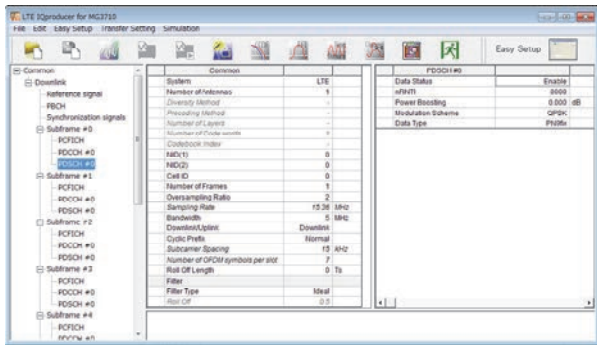 LTE IQproducer for MG3710
File Edit Easy Setup Transfer Setting Simulation
Easy Setup
Common
Downlink
Reference signal
PBCH
Synchronization signals
Subframe #0
PCFICH
PDCCH #0
PDSCH #0
Subframe #1
PCFICH
PDCCH #0
PDSCH #0
Subframe #2
PCFICH
PDCCH #0
PDSCH #0
Subframe #3
PCFICH
PDCCH #0
PDSCH #0
Subframe #4
PCFICH
PDCCH #0
Common
System LTE
Number of Antennas 1
Diversity Method -
Precoding Method -
Number of Layers -
Number of Code words -
Codebook Index -
NID(1) 0
NID(2) 0
Cell ID 0
Number of Frames 1
Oversampling Ratio 2
Sampling Rate 15.36 MHz
Bandwidth 5 MHz
Downlink/Uplink Downlink
Cyclic Prefix Normal
Subcarrier Spacing 15 kHz
Number of OFDM symbols per slot 7
Roll Off Length 0 Ts
Filter
Filter Type Ideal
Roll Off 0.5
PDSCH #0
Data Status Enable
nRNTI 0000
Power Boosting 0.000 dB
Modulation Scheme QPSK
Data Type PN9fix